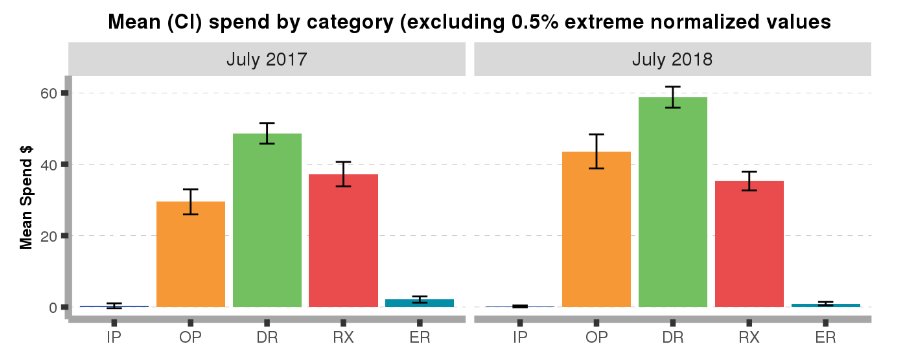 Mean (CI) spend by category (excluding 0.5% extreme normalized values
July 2017
July 2018
Mean Spend $
60
40
20
0
IP OP DR RX ER
IP OP DR RX ER